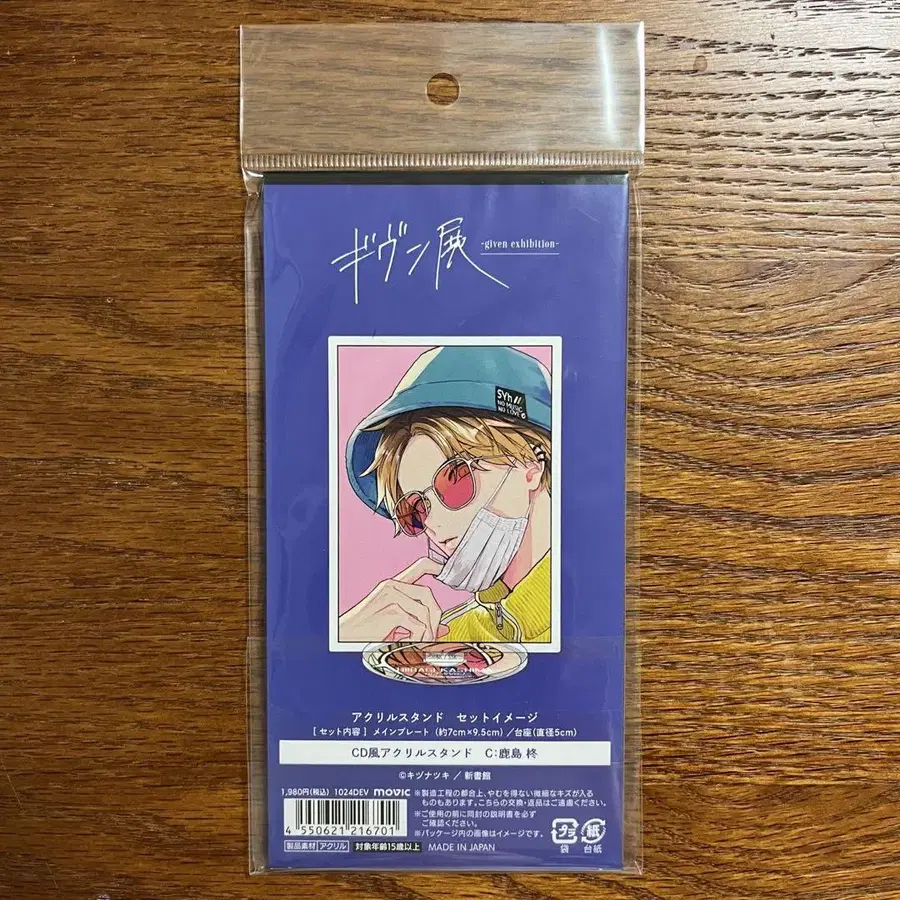 ギヴン展 -given exhibition-
SYh //
NO MUSIC
NO LOVE
HIIRAGI KASHIMA
アクリルスタンド　セットイメージ
[ セット内容 ] メインプレート（約7cm×9.5cm）／台座(直径5cm)
CD風アクリルスタンド　C:鹿島 柊
©キヅナツキ ／ 新書館
1,980円(税込) 1024DEV movic
4 550621 216701
製品素材 アクリル 対象年齢15歳以上
※製造工程の都合上、やむを得ない微細なキズが入る
ものもあります。こちらの交換・返品はご遠慮ください。
※ご使用の前に同封の説明書を必ず
ご確認ください。
※パッケージ内の画像はイメージです。
MADE IN JAPAN
プラ
袋
紙
台紙